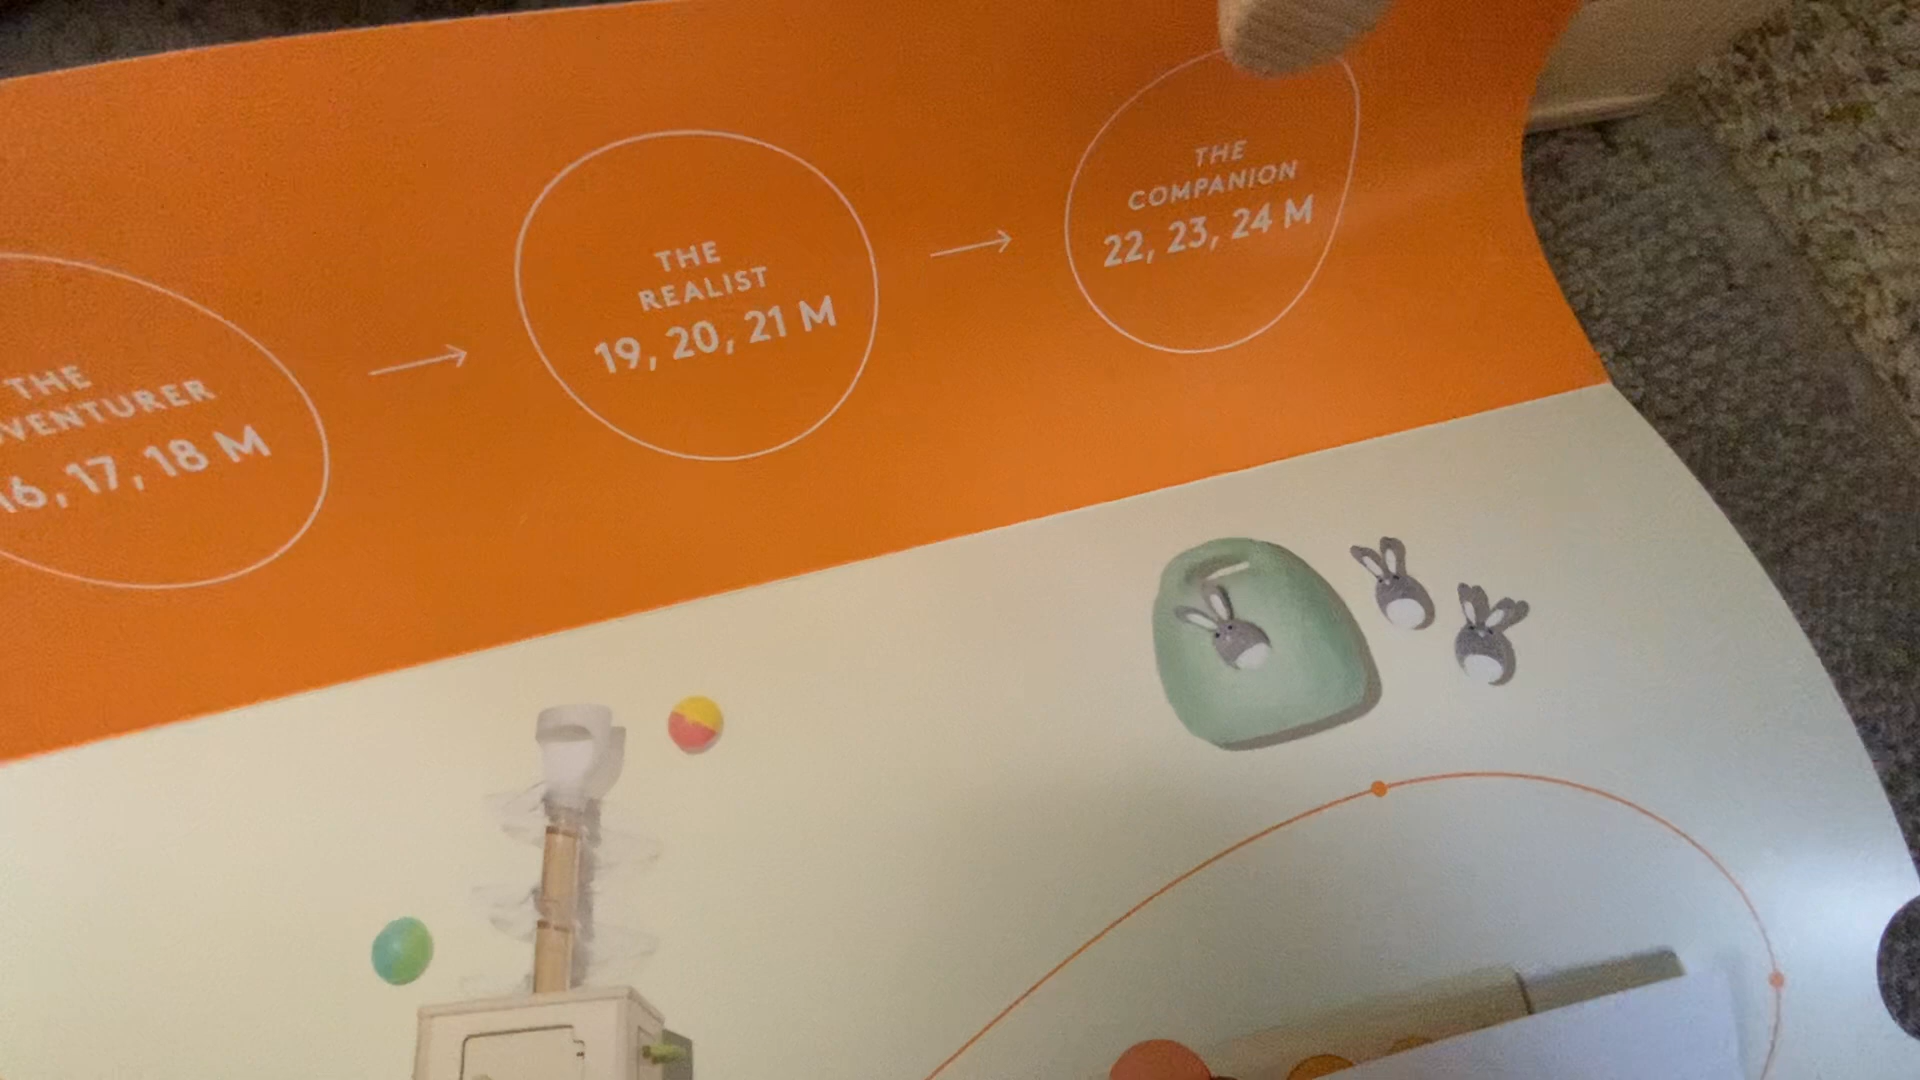 THE
VENTURER
16, 17, 18 M
THE
REALIST
19, 20, 21 M
THE
COMPANION
22, 23, 24 M